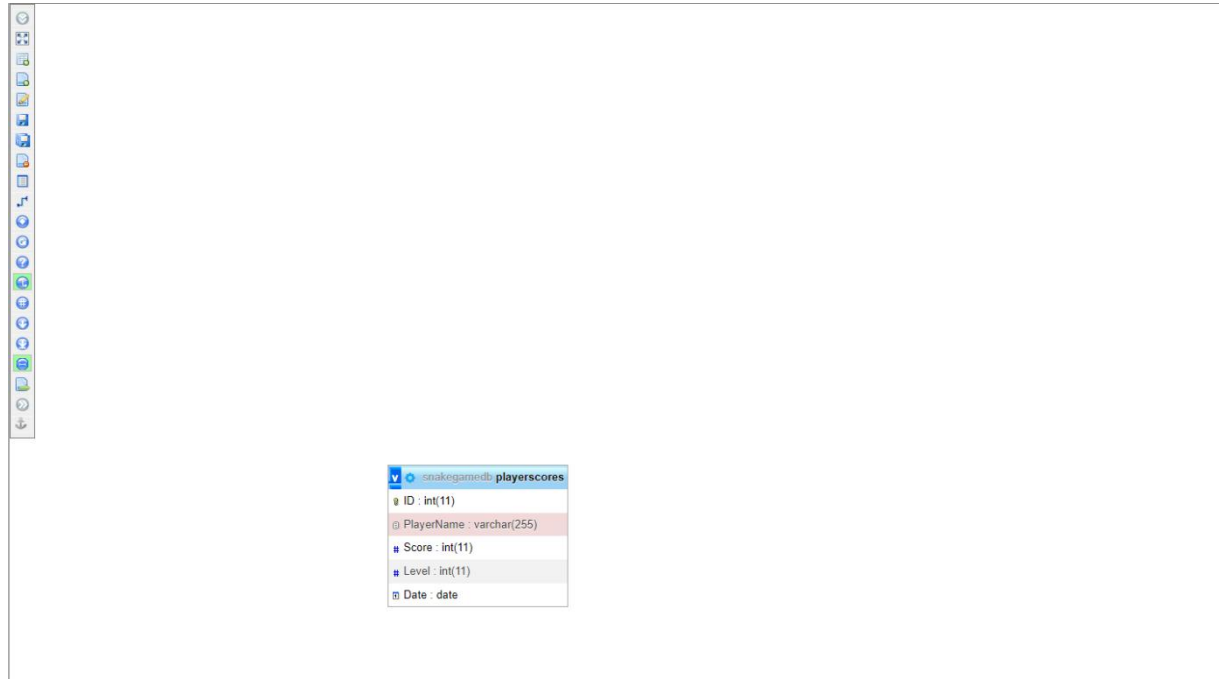 v snakegamedb playerscores
ID : int(11)
PlayerName : varchar(255)
# Score : int(11)
# Level : int(11)
Date : date